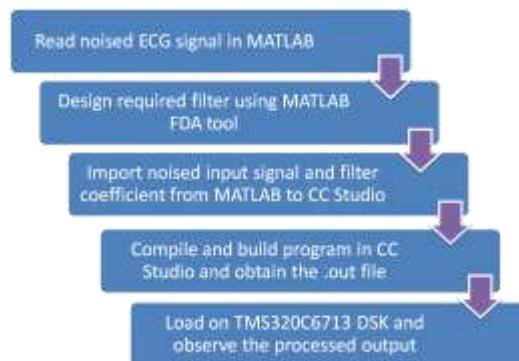 Read noised ECG signal in MATLAB
Design required filter using MATLAB
FDA tool
Import noised input signal and filter
coefficient from MATLAB to CC Studio
Compile and build program in CC
Studio and obtain the .out file
Load on TMS320C6713 DSK and
observe the processed output